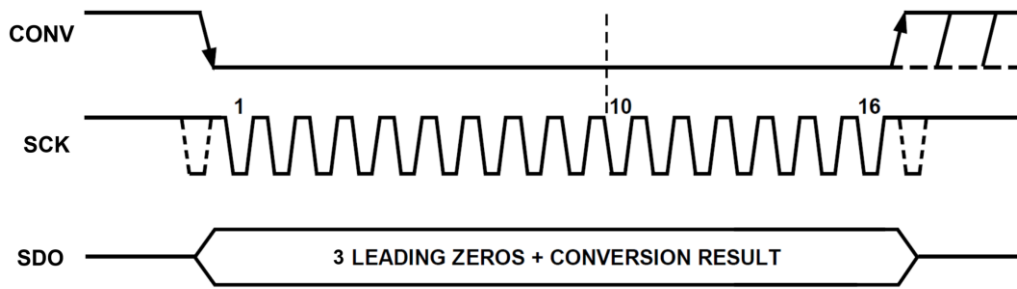 CONV
1 10 16
SCK
SDO 3 LEADING ZEROS + CONVERSION RESULT